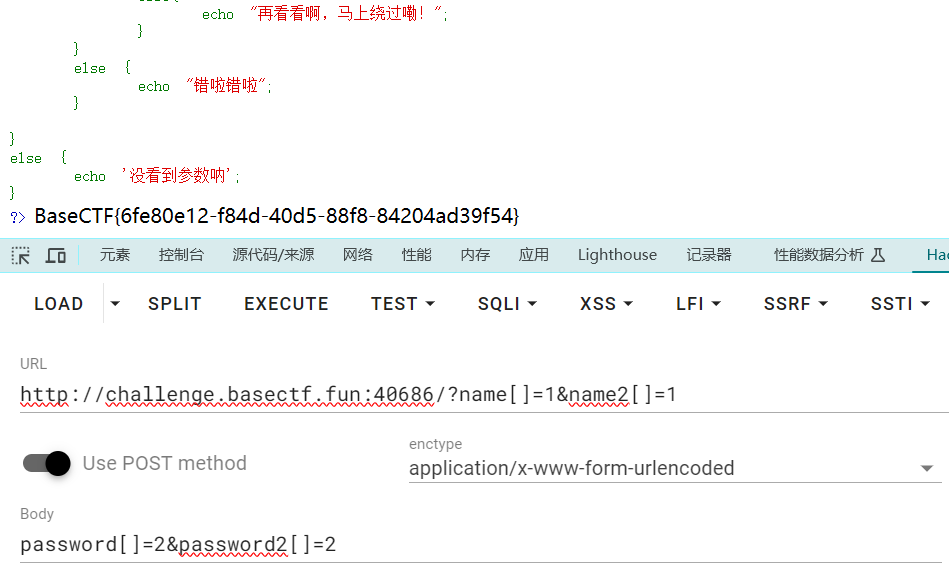 echo "再看看啊，马上绕过嘞！";
}
}
else {
echo "错啦错啦";
}
}
else {
echo '没看到参数呐';
}
?> BaseCTF{6fe80e12-f84d-40d5-88f8-84204ad39f54}
元素 控制台 源代码/来源 网络 性能 内存 应用 Lighthouse 记录器 性能数据分析
LOAD SPLIT EXECUTE TEST SQLI XSS LFI SSRF SSTI
URL
http://challenge.basectf.fun:40686/?name[]=1&name2[]=1
Use POST method
enctype
application/x-www-form-urlencoded
Body
password[]=2&password2[]=2